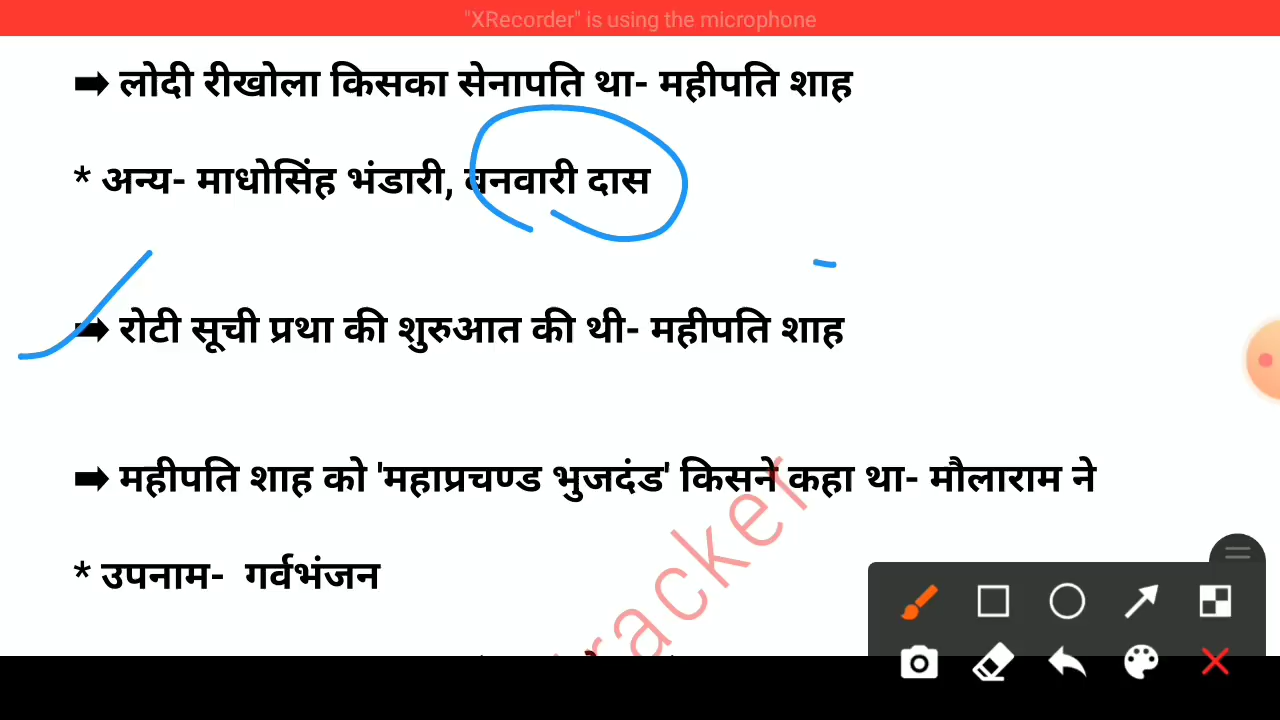 "XRecorder" is using the microphone
➡ लोदी रीखोला किसका सेनापति था- महीपति शाह
* अन्य- माधोसिंह भंडारी, बनवारी दास
➡ रोटी सूची प्रथा की शुरुआत की थी- महीपति शाह
➡ महीपति शाह को 'महाप्रचण्ड भुजदंड' किसने कहा था- मौलाराम ने
* उपनाम- गर्वभंजन